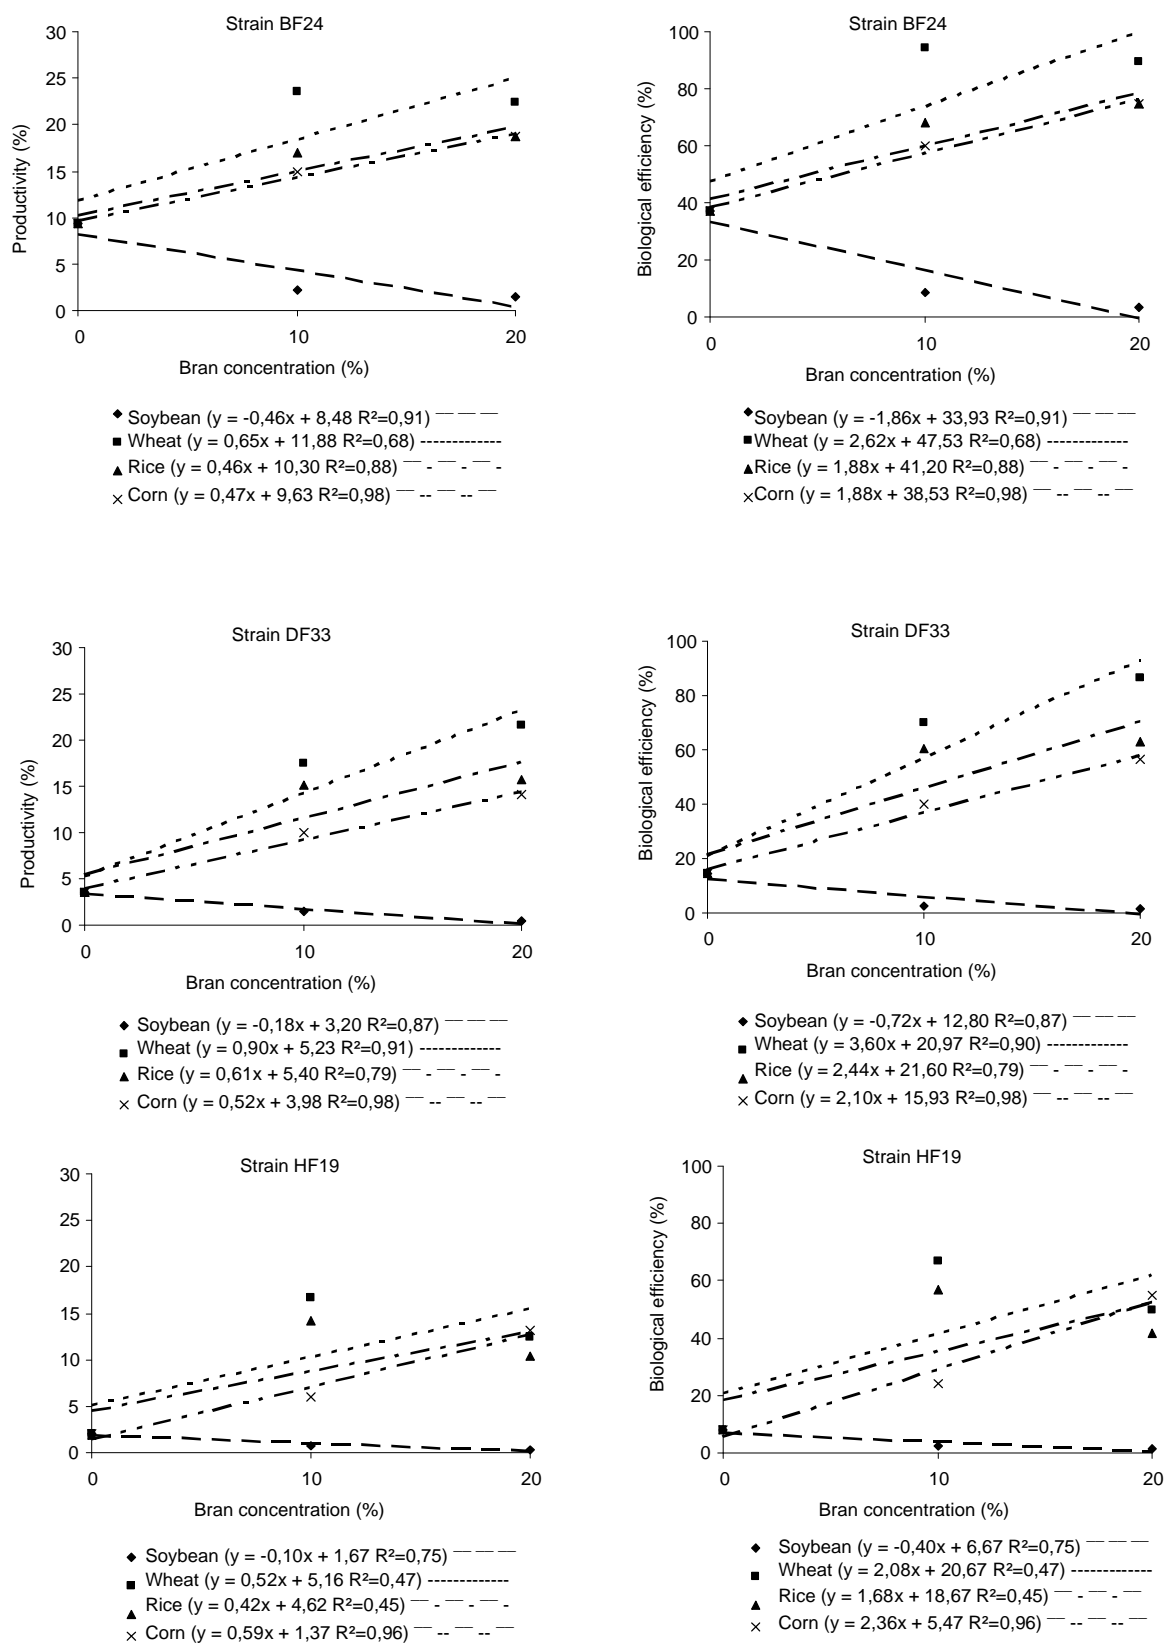 Strain BF24
30
25
20
15
10
5
0
Productivity (%)
0 10 20
Bran concentration (%)
Soybean (y = -0,46x + 8,48 R²=0,91)
Wheat (y = 0,65x + 11,88 R²=0,68)
Rice (y = 0,46x + 10,30 R²=0,88)
Corn (y = 0,47x + 9,63 R²=0,98)
Strain BF24
100
80
60
40
20
0
Biological efficiency (%)
0 10 20
Bran concentration (%)
Soybean (y = -1,86x + 33,93 R²=0,91)
Wheat (y = 2,62x + 47,53 R²=0,68)
Rice (y = 1,88x + 41,20 R²=0,88)
Corn (y = 1,88x + 38,53 R²=0,98)
Strain DF33
30
25
20
15
10
5
0
Productivity (%)
0 10 20
Bran concentration (%)
Soybean (y = -0,18x + 3,20 R²=0,87)
Wheat (y = 0,90x + 5,23 R²=0,91)
Rice (y = 0,61x + 5,40 R²=0,79)
Corn (y = 0,52x + 3,98 R²=0,98)
Strain DF33
100
80
60
40
20
0
Biological efficiency (%)
0 10 20
Bran concentration (%)
Soybean (y = -0,72x + 12,80 R²=0,87)
Wheat (y = 3,60x + 20,97 R²=0,90)
Rice (y = 2,44x + 21,60 R²=0,79)
Corn (y = 2,10x + 15,93 R²=0,98)
Strain HF19
30
25
20
15
10
5
0
Productivity (%)
0 10 20
Bran concentration (%)
Soybean (y = -0,10x + 1,67 R²=0,75)
Wheat (y = 0,52x + 5,16 R²=0,47)
Rice (y = 0,42x + 4,62 R²=0,45)
Corn (y = 0,59x + 1,37 R²=0,96)
Strain HF19
100
80
60
40
20
0
Biological efficiency (%)
0 10 20
Bran concentration (%)
Soybean (y = -0,40x + 6,67 R²=0,75)
Wheat (y = 2,08x + 20,67 R²=0,47)
Rice (y = 1,68x + 18,67 R²=0,45)
Corn (y = 2,36x + 5,47 R²=0,96)